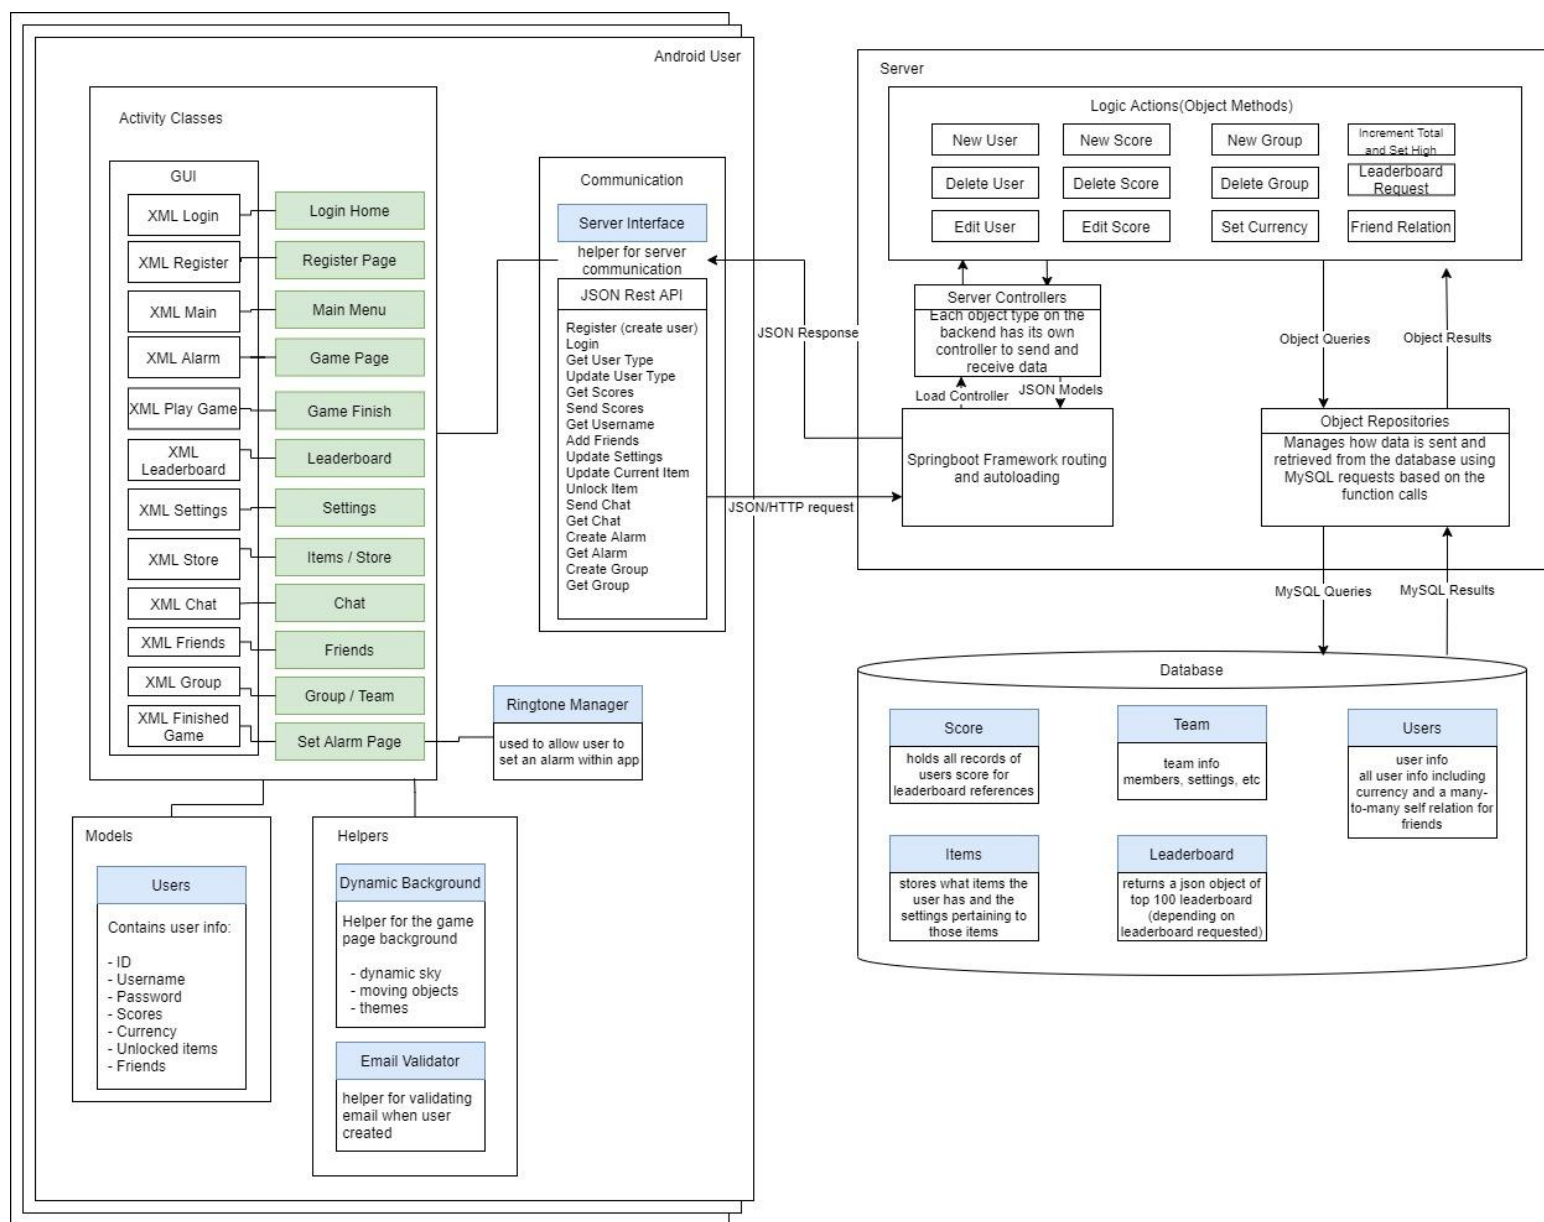 Android User
Activity Classes
GUI
XML Login
Login Home
XML Register
Register Page
XML Main
Main Menu
XML Alarm
Game Page
XML Play Game
Game Finish
XML
Leaderboard
Leaderboard
XML Settings
Settings
XML Store
Items / Store
XML Chat
Chat
XML Friends
Friends
XML Group
Group / Team
XML Finished
Game
Set Alarm Page
Ringtone Manager
used to allow user to
set an alarm within app
Models
Users
Contains user info:
- ID
- Username
- Password
- Scores
- Currency
- Unlocked items
- Friends
Helpers
Dynamic Background
Helper for the game
page background
- dynamic sky
- moving objects
- themes
Email Validator
helper for validating
email when user
created
Communication
Server Interface
helper for server
communication
JSON Rest API
Register (create user)
Login
Get User Type
Update User Type
Get Scores
Send Scores
Get Username
Add Friends
Update Settings
Update Current Item
Unlock Item
Send Chat
Get Chat
Create Alarm
Get Alarm
Create Group
Get Group
JSON Response
JSON/HTTP request
Server
Logic Actions(Object Methods)
New User
New Score
New Group
Increment Total
and Set High
Delete User
Delete Score
Delete Group
Leaderboard
Request
Edit User
Edit Score
Set Currency
Friend Relation
Server Controllers
Each object type on the
backend has its own
controller to send and
receive data
Load Controller
JSON Models
Springboot Framework routing
and autoloading
Object Queries
Object Results
Object Repositories
Manages how data is sent and
retrieved from the database using
MySQL requests based on the
function calls
MySQL Queries
MySQL Results
Database
Score
holds all records of
users score for
leaderboard references
Team
team info
members, settings, etc
Users
user info
all user info including
currency and a many-
to-many self relation for
friends
Items
stores what items the
user has and the
settings pertaining to
those items
Leaderboard
returns a json object of
top 100 leaderboard
(depending on
leaderboard requested)